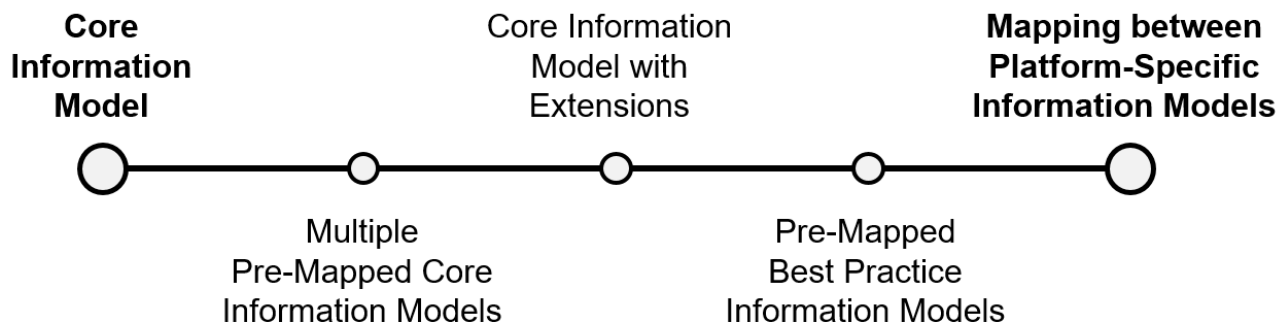 Core
Information
Model
Core Information
Model with
Extensions
Mapping between
Platform-Specific
Information Models
Multiple
Pre-Mapped Core
Information Models
Pre-Mapped
Best Practice
Information Models